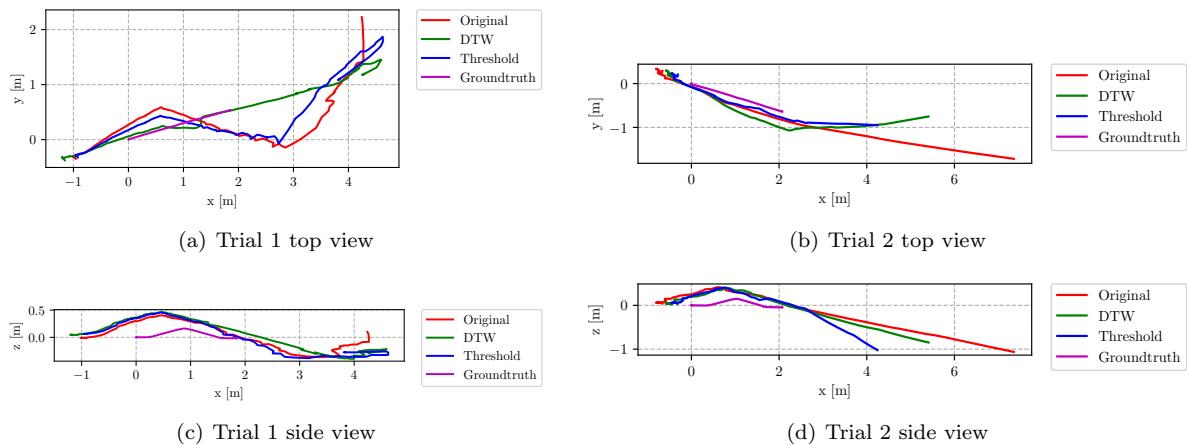 2
1
0
y [m]
−1 0 1 2 3 4
x [m]
Original
DTW
Threshold
Groundtruth
(a) Trial 1 top view
0
−1
y [m]
0 2 4 6
x [m]
Original
DTW
Threshold
Groundtruth
(b) Trial 2 top view
0.5
0.0
z [m]
−1 0 1 2 3 4
x [m]
Original
DTW
Threshold
Groundtruth
(c) Trial 1 side view
0
−1
z [m]
0 2 4 6
x [m]
Original
DTW
Threshold
Groundtruth
(d) Trial 2 side view